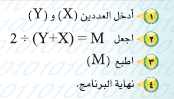 ١ أدخل العددين (X) و (Y)
٢ اجعل 2 ÷ (Y+X) = M
٣ اطبع (M)
٤ نهاية البرنامج.